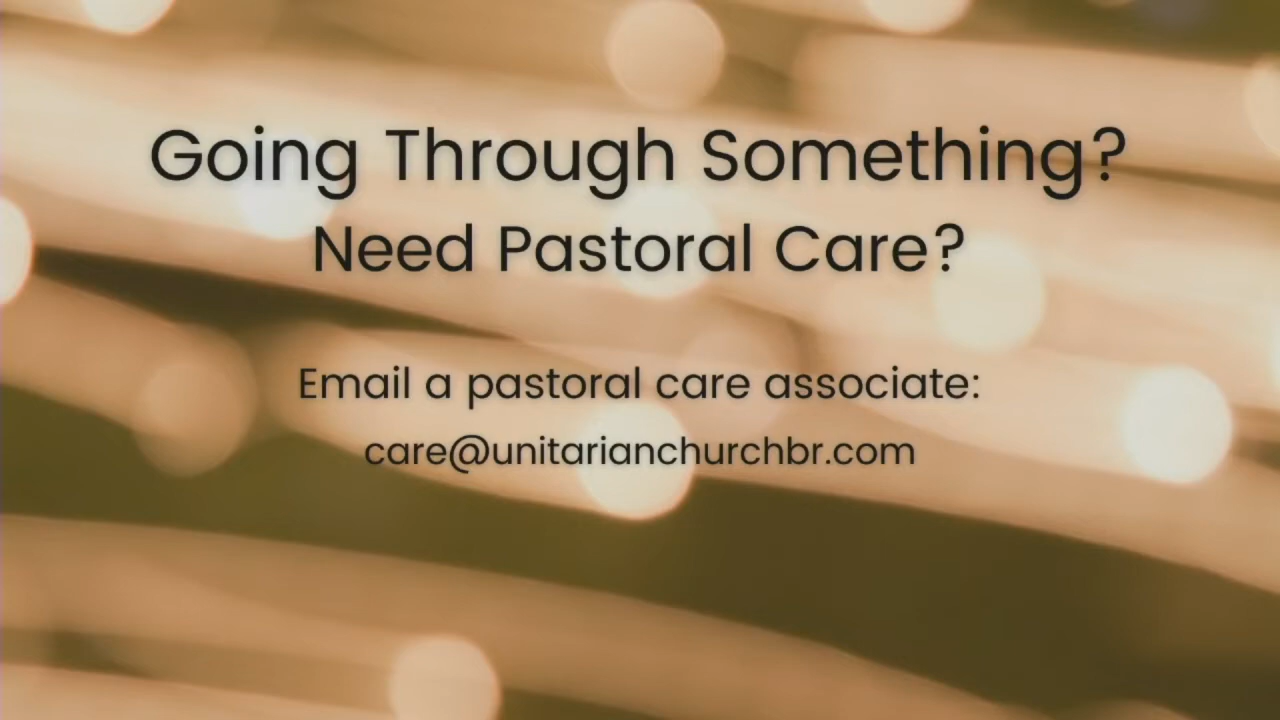 Going Through Something?
Need Pastoral Care?
Email a pastoral care associate:
care@unitarianchurchbr.com